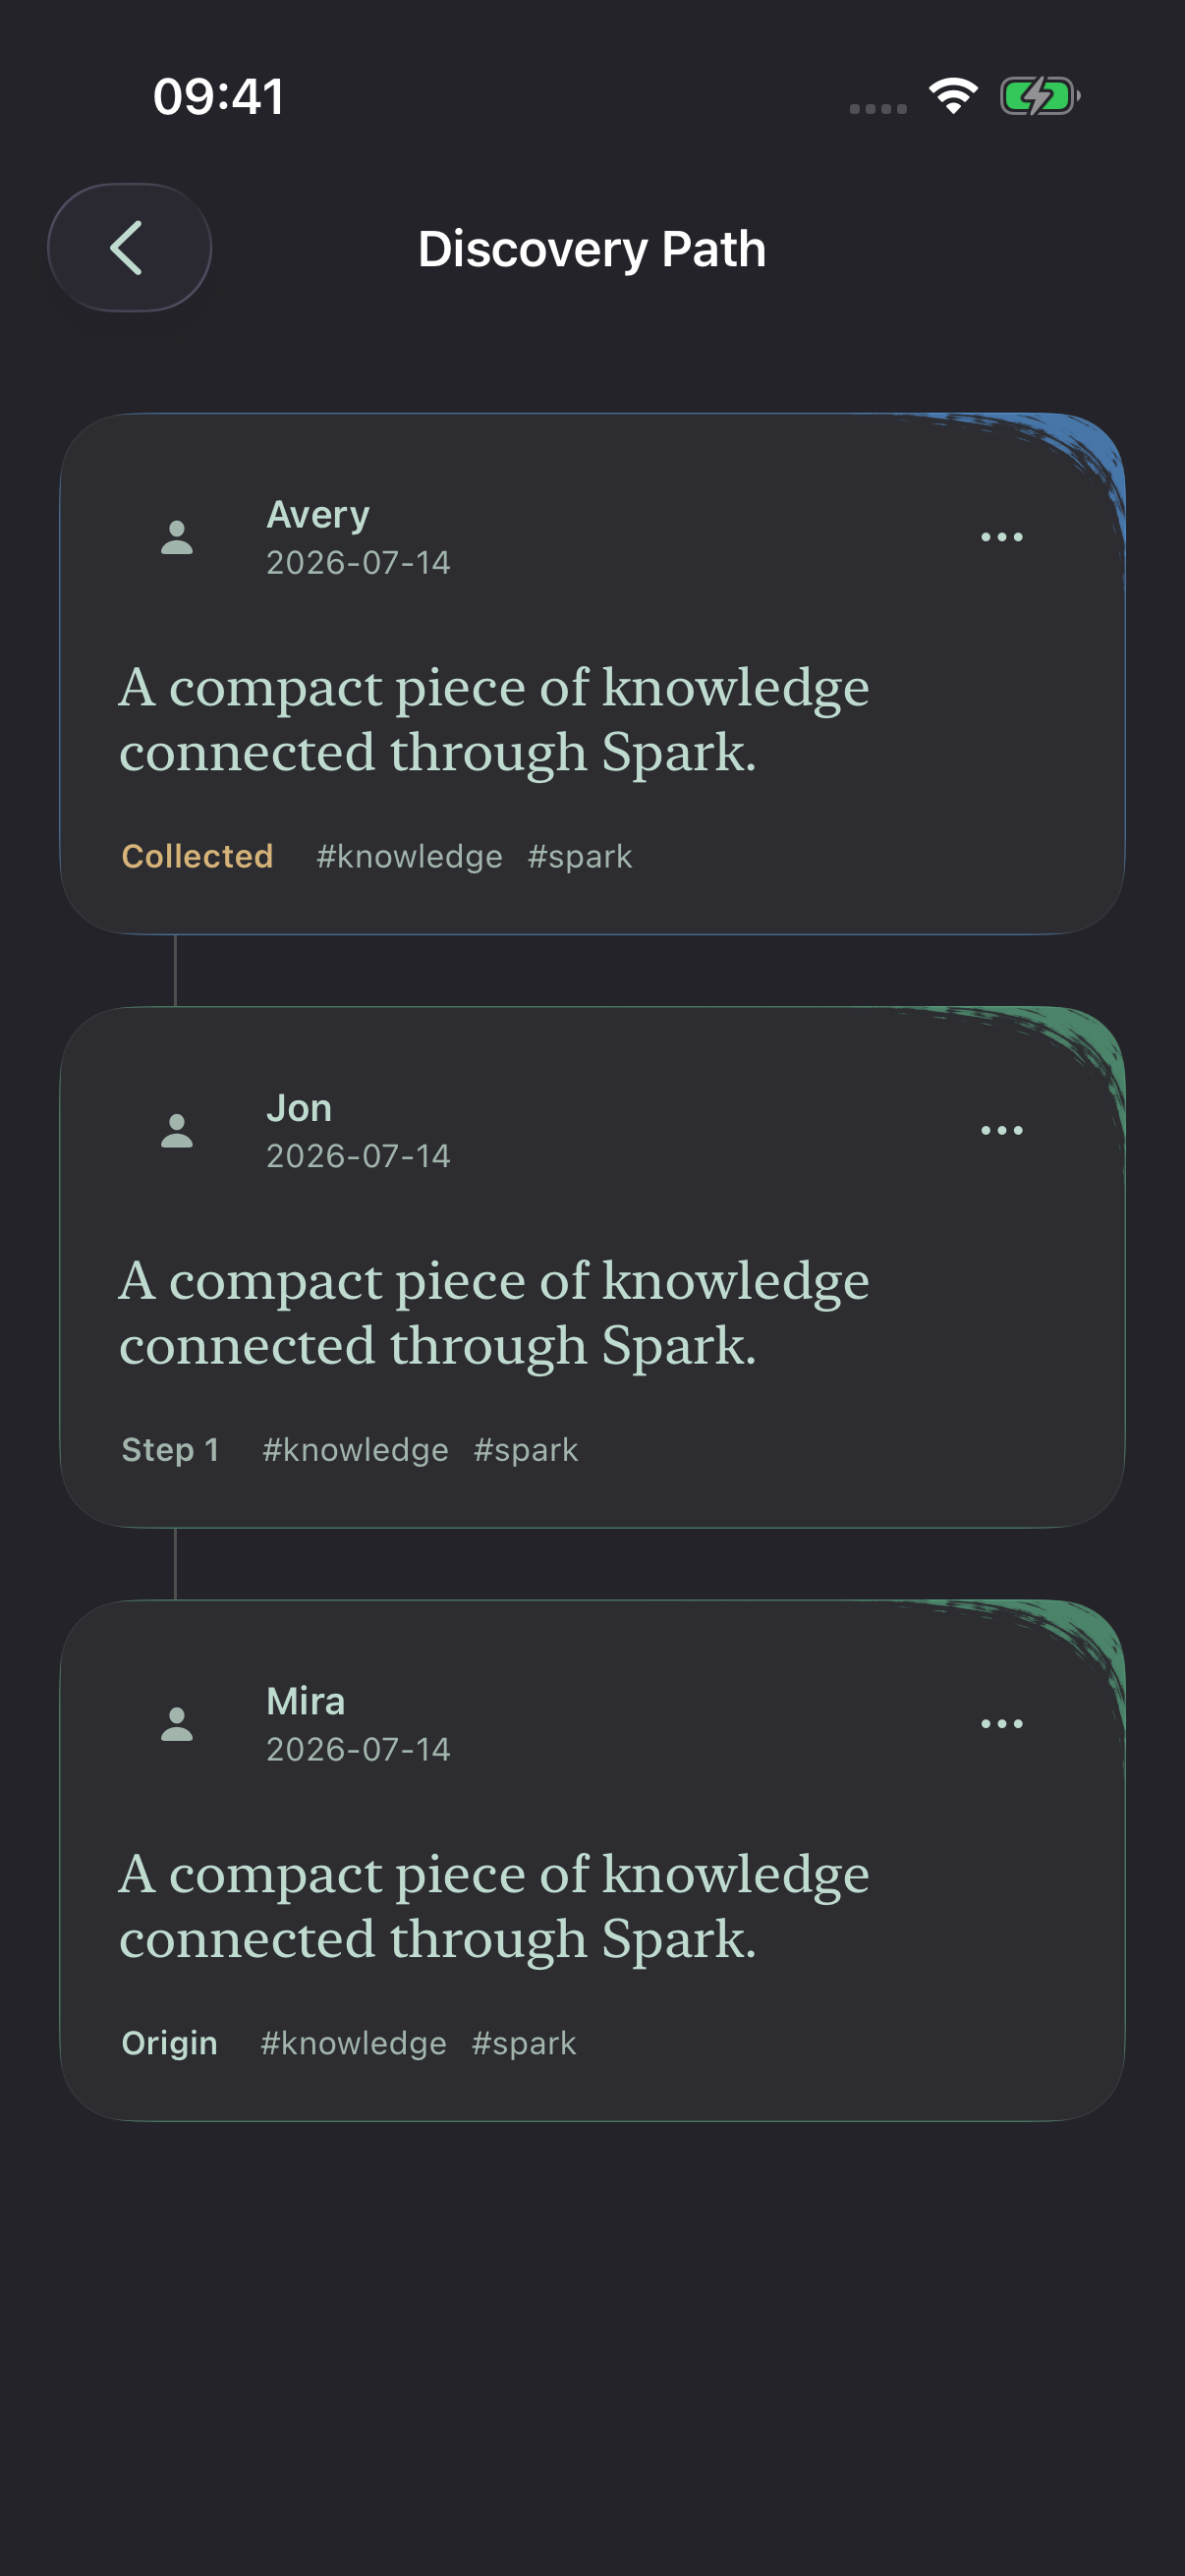 09:41
Discovery Path
Avery
2026-07-14
A compact piece of knowledge
connected through Spark.
Collected #knowledge #spark
Jon
2026-07-14
A compact piece of knowledge
connected through Spark.
Step 1 #knowledge #spark
Mira
2026-07-14
A compact piece of knowledge
connected through Spark.
Origin #knowledge #spark